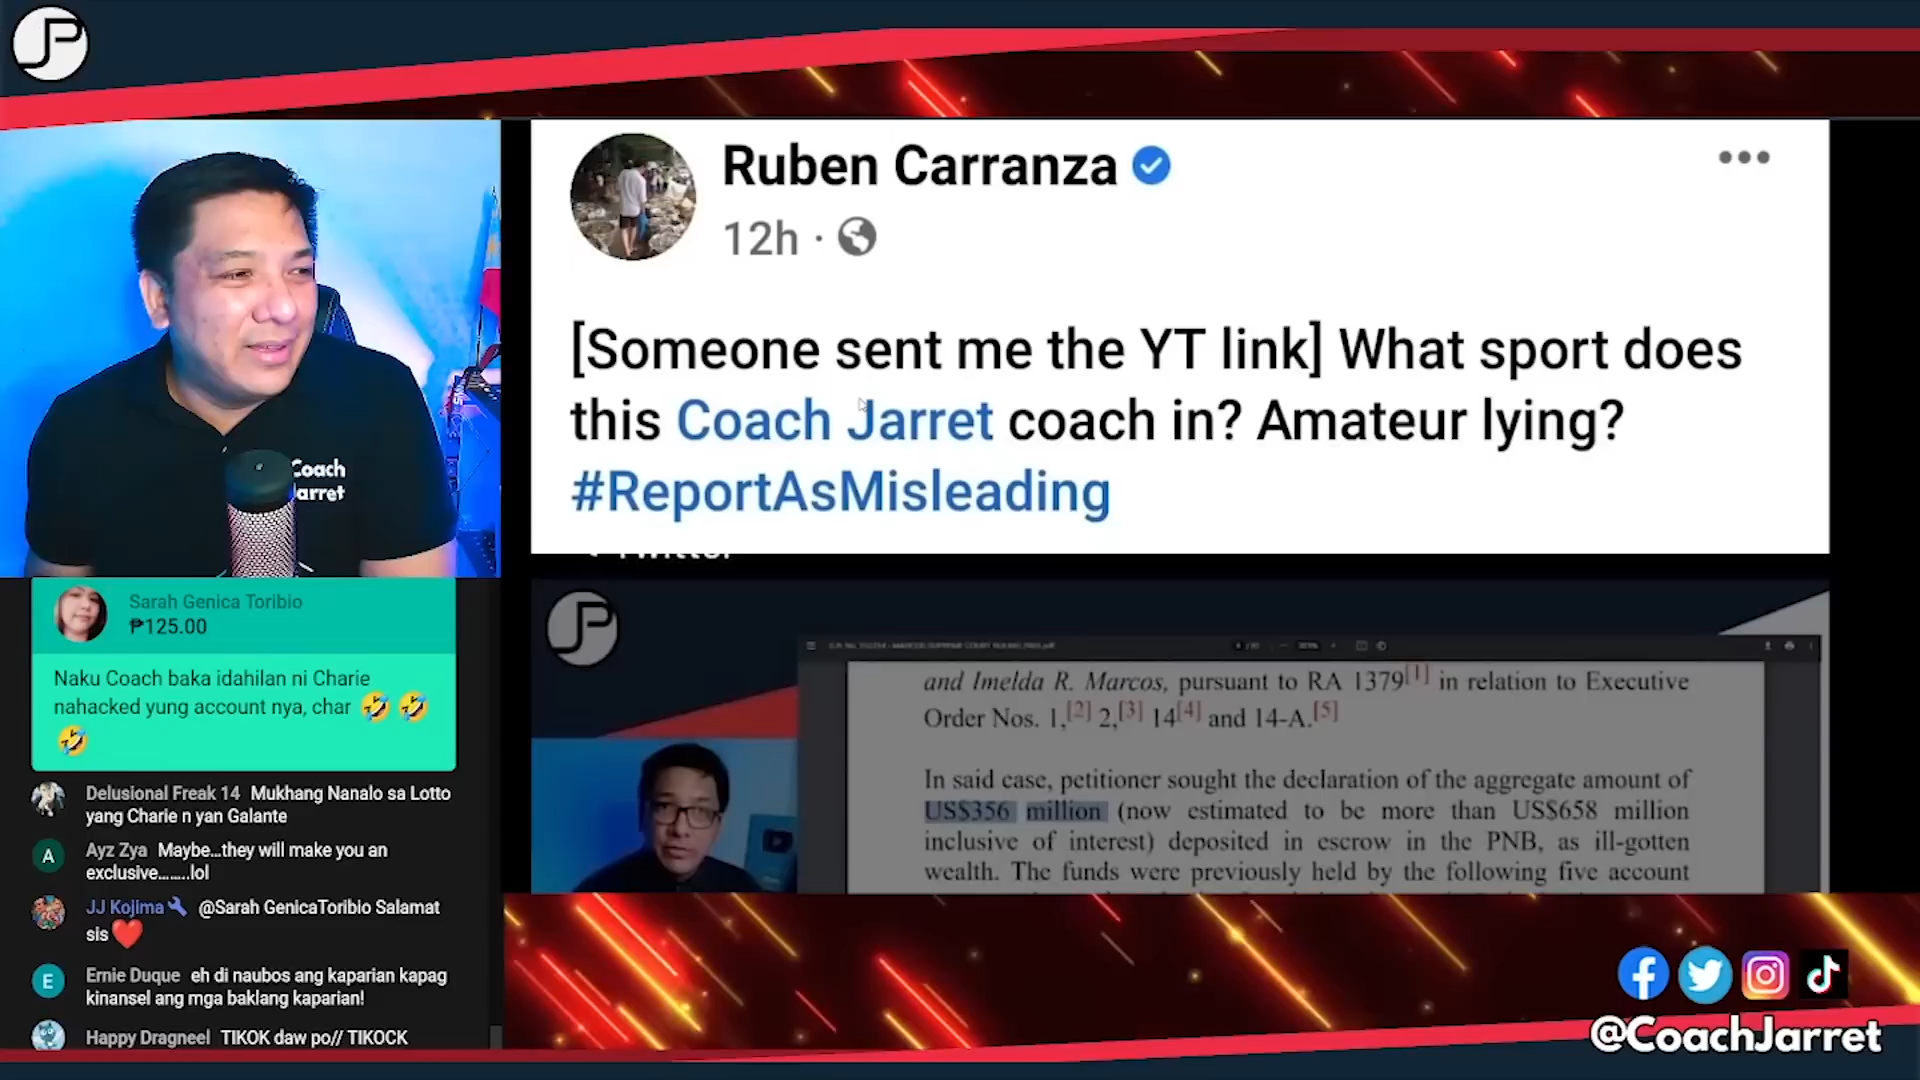 JP
Ruben Carranza
12h
[Someone sent me the YT link] What sport does
this Coach Jarret coach in? Amateur lying?
#ReportAsMisleading
Twitter
Coach
Jarret
Sarah Genica Toribio
₱125.00
Naku Coach baka idahilan ni Charie
nahacked yung account nya, char 🤣 🤣
🤣
Delusional Freak 14 Mukhang Nanalo sa Lotto
yang Charie n yan Galante
A
Ayz Zya Maybe...they will make you an
exclusive........lol
JJ Kojima @Sarah GenicaToribio Salamat
sis ❤️
E
Ernie Duque eh di naubos ang kaparian kapag
kinansel ang mga baklang kaparian!
Happy Dragneel TIKOK daw po// TIKOCK
JP
and Imelda R. Marcos, pursuant to RA 1379[1] in relation to Executive
Order Nos. 1,[2] 2,[3] 14[4] and 14-A.[5]
In said case, petitioner sought the declaration of the aggregate amount of
US$356 million (now estimated to be more than US$658 million
inclusive of interest) deposited in escrow in the PNB, as ill-gotten
wealth. The funds were previously held by the following five account
@CoachJarret